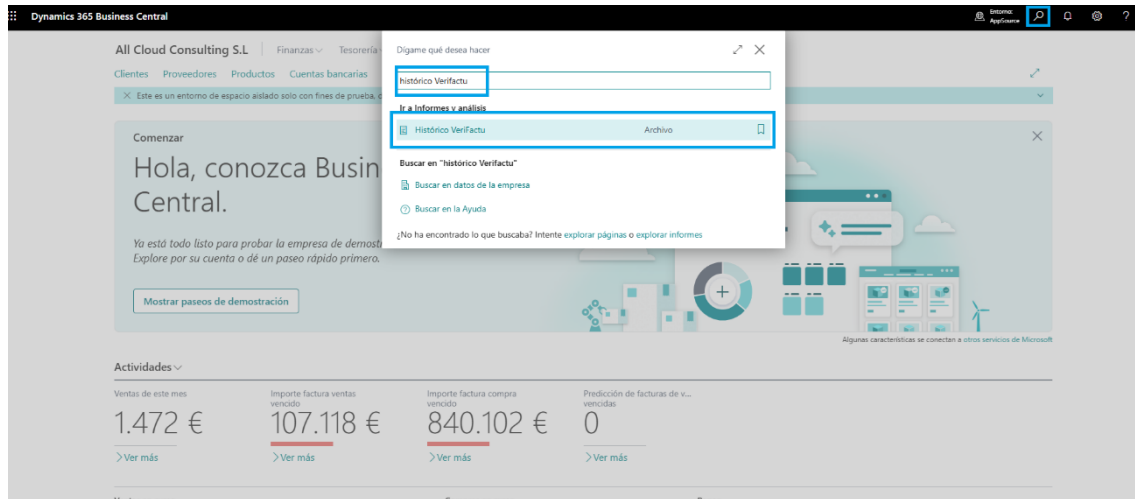 Dynamics 365 Business Central
Entorno:
AppSource
?
All Cloud Consulting S.L
Finanzas
Tesorería
Clientes Proveedores Productos Cuentas bancarias
Este es un entorno de espacio aislado solo con fines de prueba,
Dígame qué desea hacer
histórico Verifactu
Ir a Informes y análisis
Histórico VeriFactu Archivo
Buscar en "histórico Verifactu"
Buscar en datos de la empresa
Buscar en la Ayuda
¿No ha encontrado lo que buscaba? Intente explorar páginas o explorar informes
Comenzar
Hola, conozca Busin
Central.
Ya está todo listo para probar la empresa de demost
Explore por su cuenta o dé un paseo rápido primero.
Mostrar paseos de demostración
Algunas características se conectan a otros servicios de Microsoft
Actividades
Ventas de este mes
1.472 €
Ver más
Importe factura ventas
vencido
107.118 €
Ver más
Importe factura compra
vencido
840.102 €
Ver más
Predicción de facturas de v...
vencidas
0
Ver más